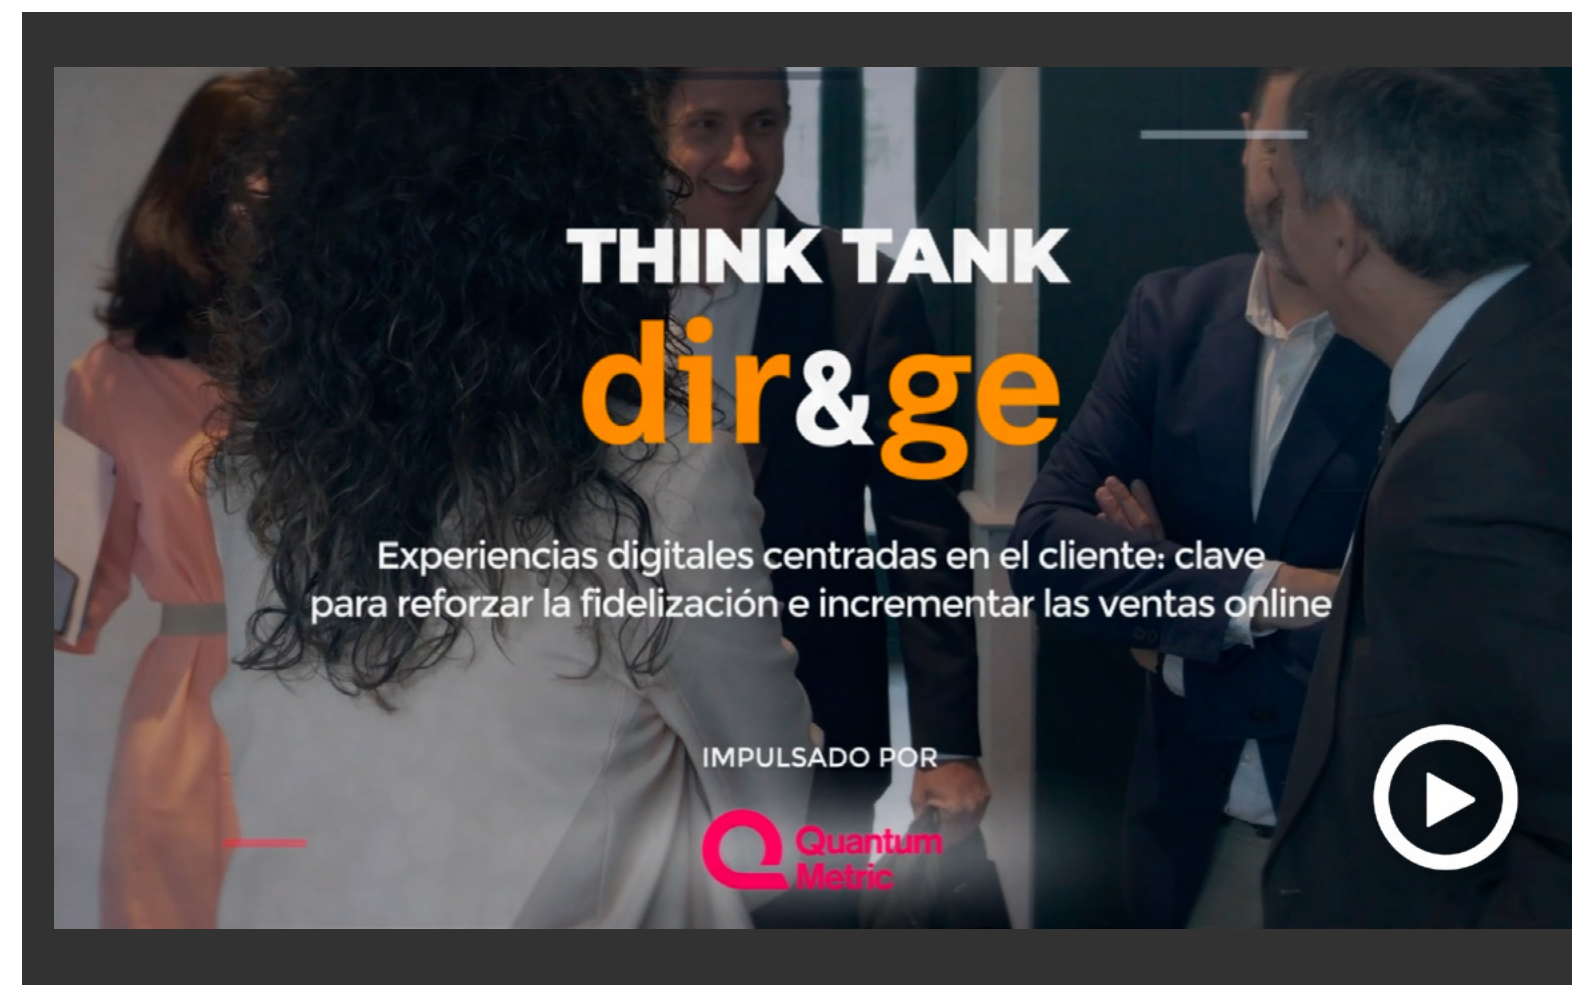 THINK TANK
dir&ge
Experiencias digitales centradas en el cliente: clave
para reforzar la fidelización e incrementar las ventas online
IMPULSADO POR
Quantum
Metric